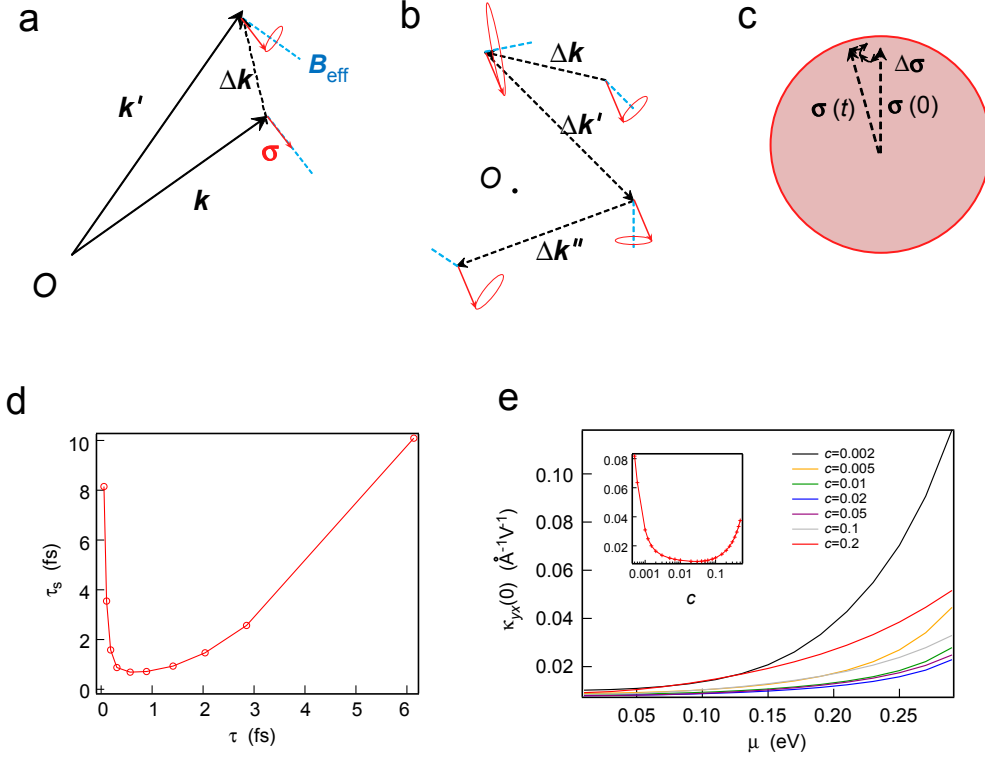 a
k'
Δk
B_eff
σ
k
O
b
Δk
Δk'
O
Δk''
c
Δσ
σ (t)
σ (0)
d
10
8
6
4
2
0
0 1 2 3 4 5 6
τ_s (fs)
τ (fs)
e
0.10
0.08
0.06
0.04
0.02
0.05 0.10 0.15 0.20 0.25
κ_yx(0) (Å⁻¹V⁻¹)
μ (eV)
0.08
0.06
0.04
0.02
0.001 0.01 0.1
c
c=0.002
c=0.005
c=0.01
c=0.02
c=0.05
c=0.1
c=0.2